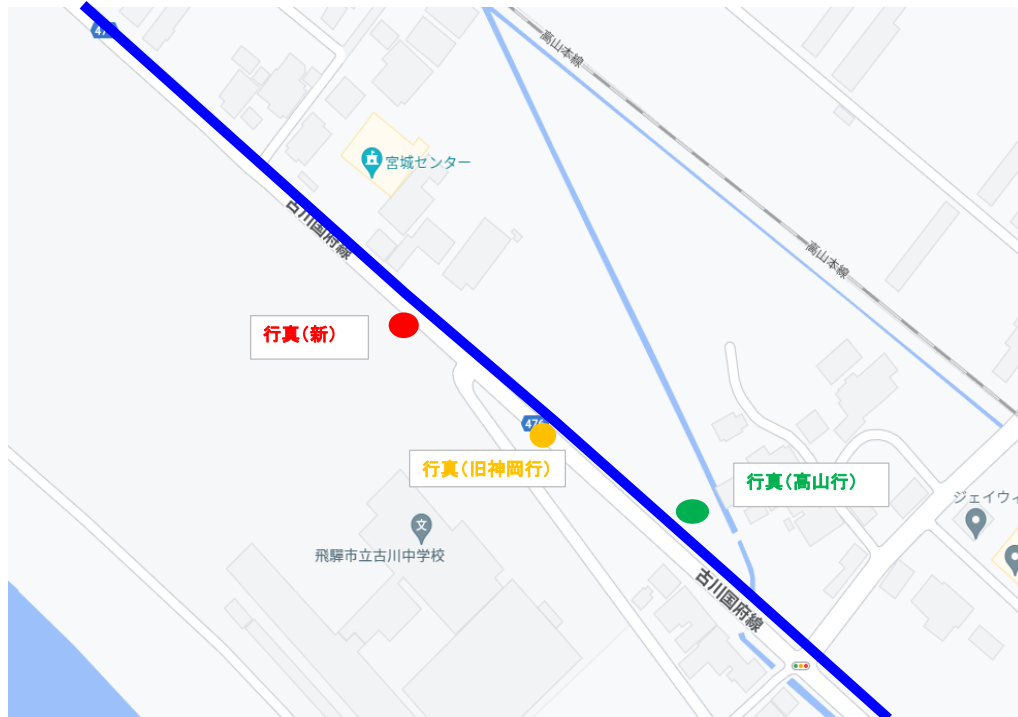 47
高山本線
宮城センター
古川国府線
高山本線
行真(新)
476
行真(旧神岡行)
行真(高山行)
ジェイウィ
文
飛騨市立古川中学校
古川国府線